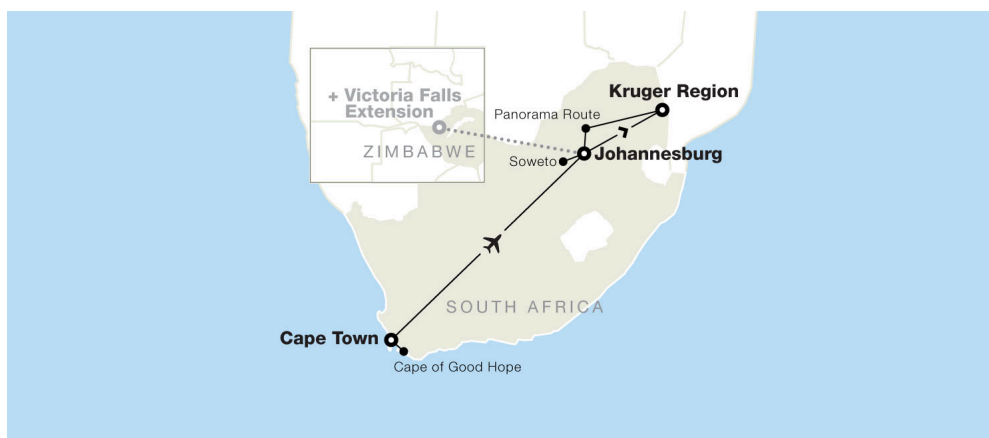 + Victoria Falls
Extension
ZIMBABWE
Kruger Region
Panorama Route
Soweto
Johannesburg
SOUTH AFRICA
Cape Town
Cape of Good Hope